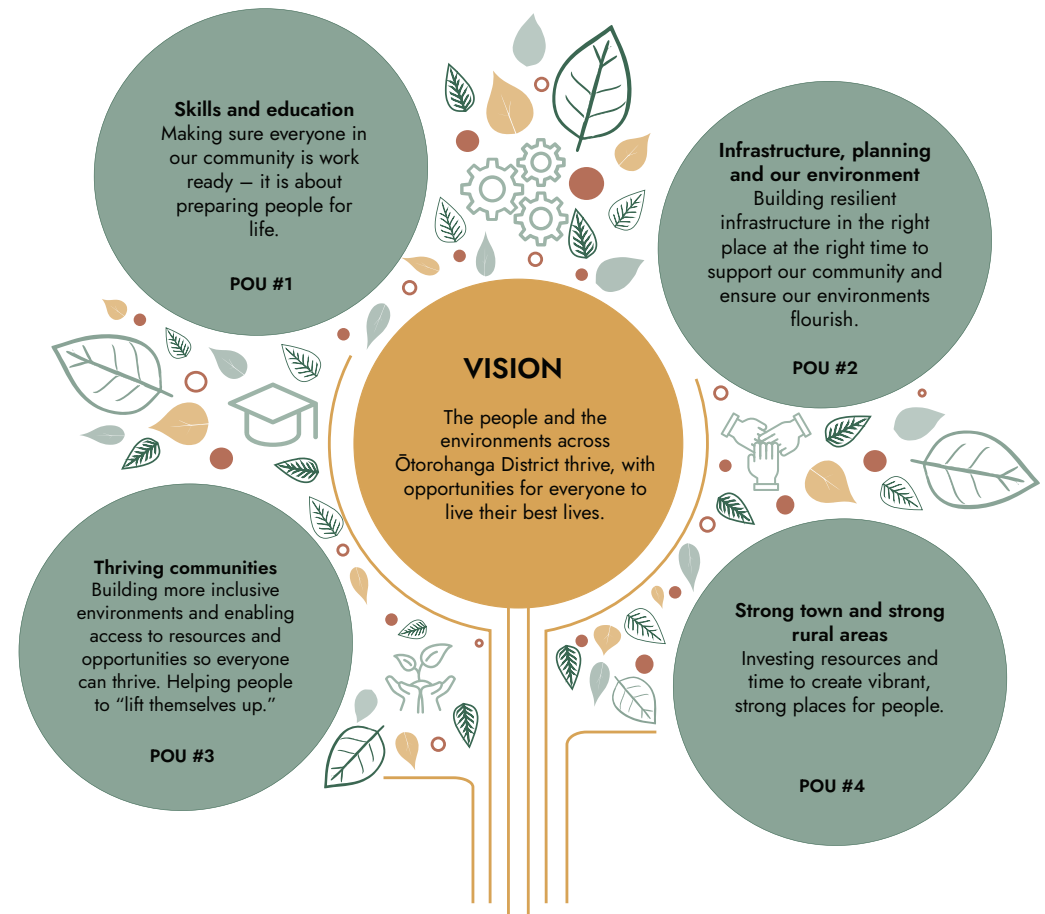 Skills and education
Making sure everyone in
our community is work
ready – it is about
preparing people for
life.
POU #1
Infrastructure, planning
and our environment
Building resilient
infrastructure in the right
place at the right time to
support our community and
ensure our environments
flourish.
POU #2
VISION
The people and the
environments across
Ōtorohanga District thrive, with
opportunities for everyone to
live their best lives.
Thriving communities
Building more inclusive
environments and enabling
access to resources and
opportunities so everyone
can thrive. Helping people
to “lift themselves up.”
POU #3
Strong town and strong
rural areas
Investing resources and
time to create vibrant,
strong places for people.
POU #4